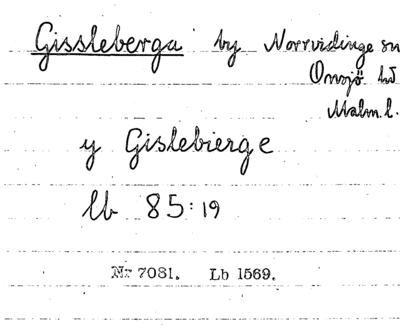 Gissleberga by Norrvidinge sn
Onsjö hd
Malm.l.
y Gislebierge
lb 85:19
Nr 7081. Lb 1569.